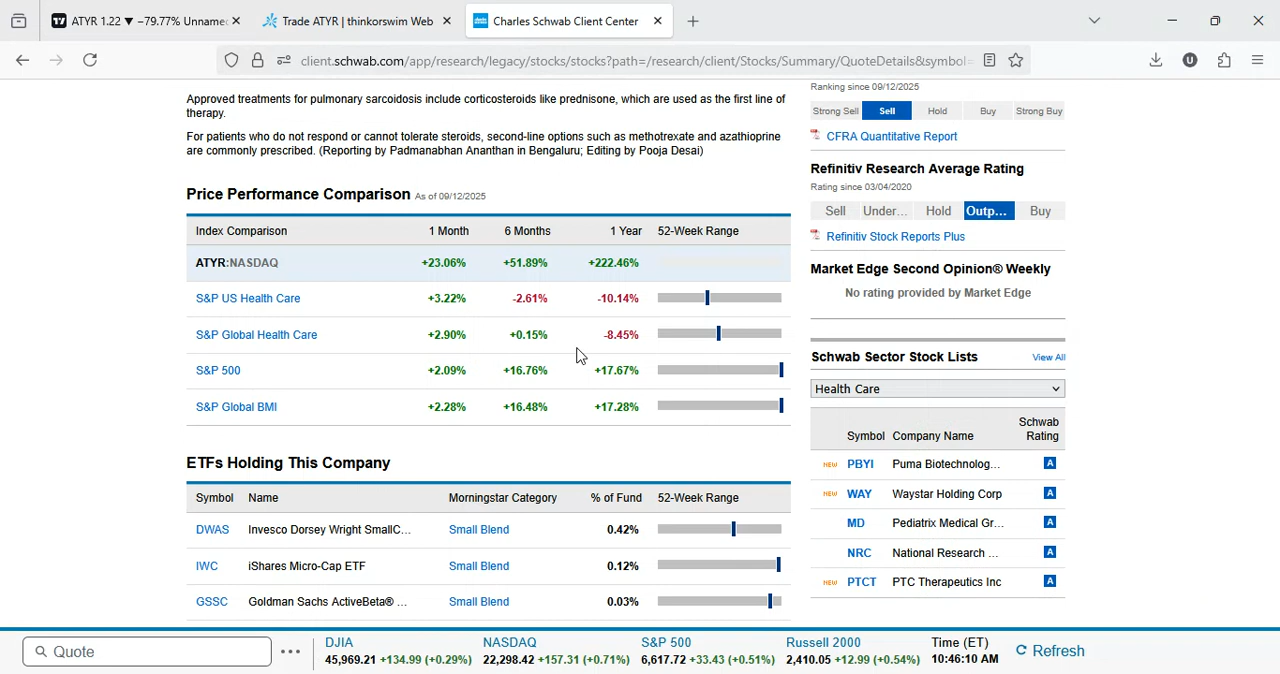 ATYR 1.22 ▼ −79.77% Unname
Trade ATYR | thinkorswim Web
Charles Schwab Client Center
client.schwab.com/app/research/legacy/stocks/stocks?path=/research/client/Stocks/Summary/QuoteDetails&symbol=
Approved treatments for pulmonary sarcoidosis include corticosteroids like prednisone, which are used as the first line of
therapy.
For patients who do not respond or cannot tolerate steroids, second-line options such as methotrexate and azathioprine
are commonly prescribed. (Reporting by Padmanabhan Ananthan in Bengaluru; Editing by Pooja Desai)
Price Performance Comparison As of 09/12/2025
Index Comparison 1 Month 6 Months 1 Year 52-Week Range
ATYR:NASDAQ +23.06% +51.89% +222.46%
S&P US Health Care +3.22% -2.61% -10.14%
S&P Global Health Care +2.90% +0.15% -8.45%
S&P 500 +2.09% +16.76% +17.67%
S&P Global BMI +2.28% +16.48% +17.28%
ETFs Holding This Company
Symbol Name Morningstar Category % of Fund 52-Week Range
DWAS Invesco Dorsey Wright SmallC... Small Blend 0.42%
IWC iShares Micro-Cap ETF Small Blend 0.12%
GSSC Goldman Sachs ActiveBeta® ... Small Blend 0.03%
Ranking since 09/12/2025
Strong Sell Sell Hold Buy Strong Buy
CFRA Quantitative Report
Refinitiv Research Average Rating
Rating since 03/04/2020
Sell Under... Hold Outp... Buy
Refinitiv Stock Reports Plus
Market Edge Second Opinion® Weekly
No rating provided by Market Edge
Schwab Sector Stock Lists View All
Health Care
Symbol Company Name Schwab
Rating
NEW PBYI Puma Biotechnolog... A
NEW WAY Waystar Holding Corp A
MD Pediatrix Medical Gr... A
NRC National Research ... A
NEW PTCT PTC Therapeutics Inc A
Quote
DJIA NASDAQ S&P 500 Russell 2000 Time (ET)
45,969.21 +134.99 (+0.29%) 22,298.42 +157.31 (+0.71%) 6,617.72 +33.43 (+0.51%) 2,410.05 +12.99 (+0.54%) 10:46:10 AM
Refresh